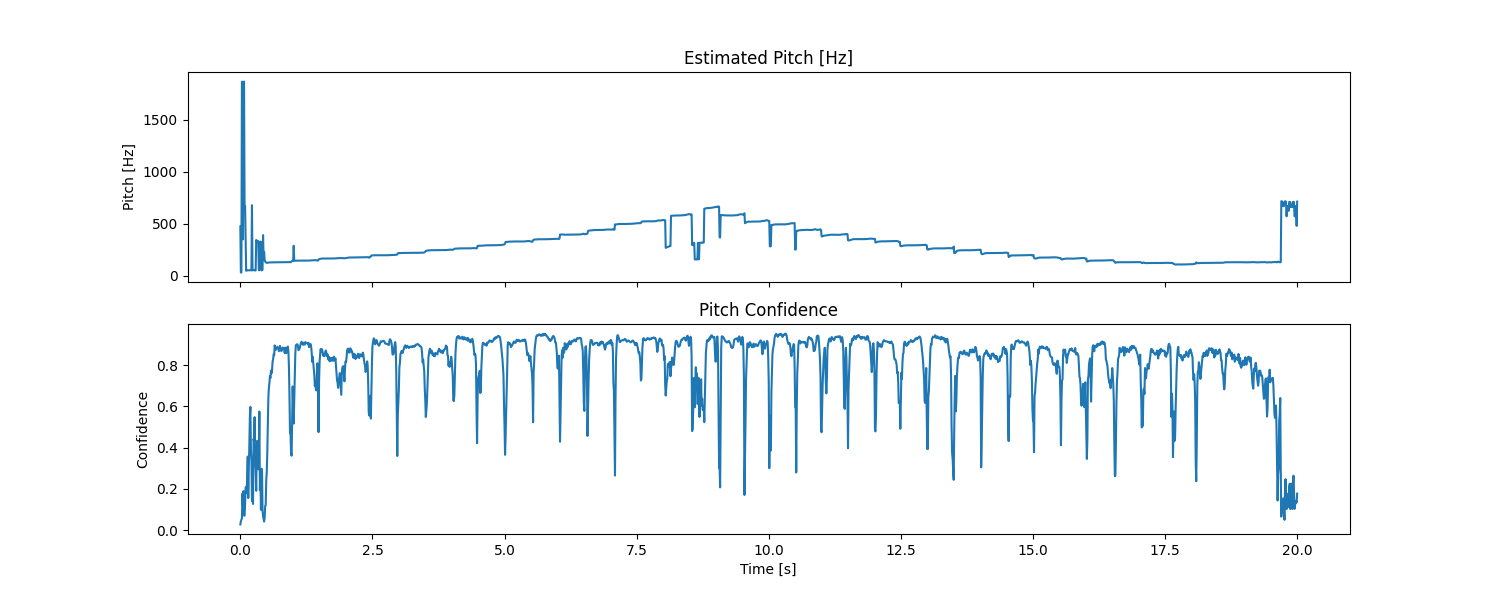 Estimated Pitch [Hz]
Pitch [Hz]
1500
1000
500
0
Pitch Confidence
Confidence
0.8
0.6
0.4
0.2
0.0
0.0 2.5 5.0 7.5 10.0 12.5 15.0 17.5 20.0
Time [s]